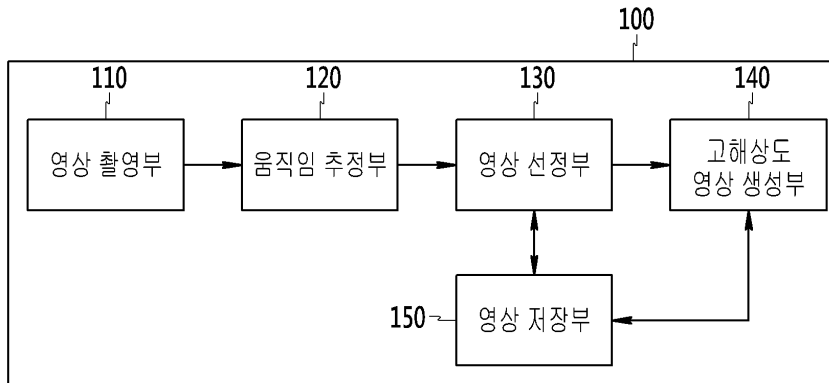 100
110
120
130
140
영상 촬영부
움직임 추정부
영상 선정부
고해상도
영상 생성부
150
영상 저장부